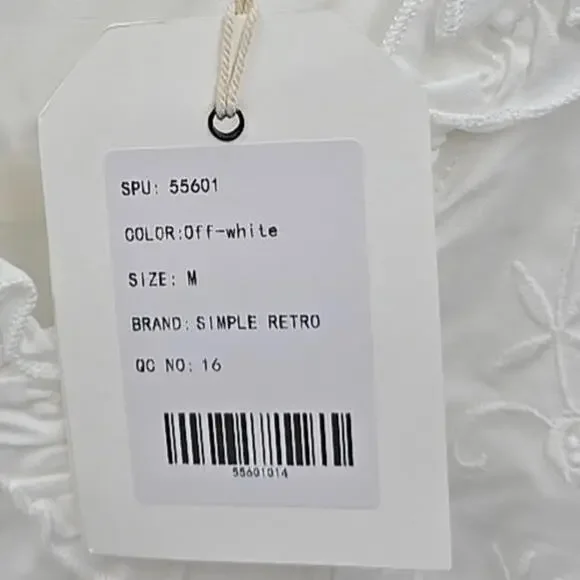 SPU: 55601
COLOR:Off-white
SIZE: M
BRAND: SIMPLE RETRO
QC NO: 16
55601014